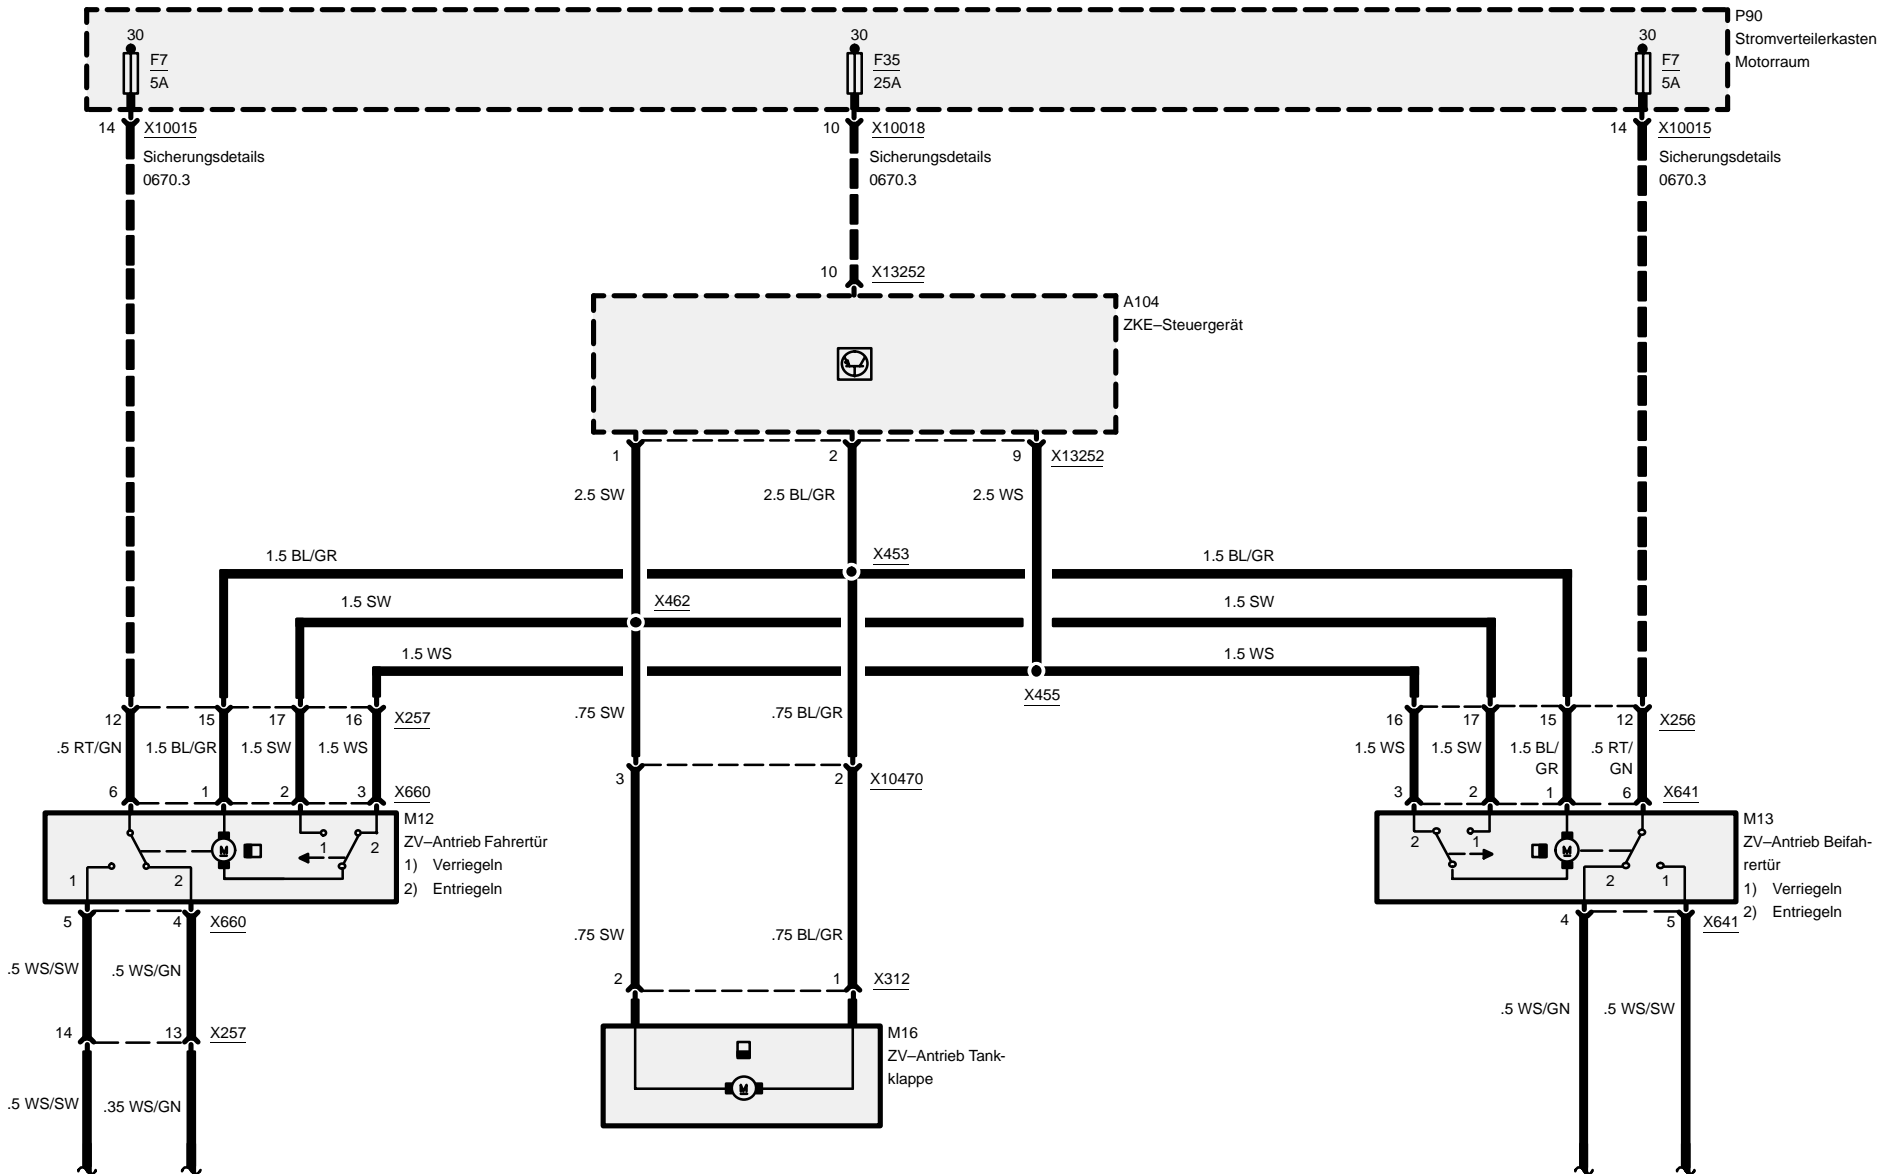 P90
Stromverteilerkasten
Motorraum
30
F7
5A
30
F35
25A
30
F7
5A
14 X10015
Sicherungsdetails
0670.3
10 X10018
Sicherungsdetails
0670.3
14 X10015
Sicherungsdetails
0670.3
10 X13252
A104
ZKE–Steuergerät
1 2 9 X13252
2.5 SW 2.5 BL/GR 2.5 WS
1.5 BL/GR X453 1.5 BL/GR
1.5 SW X462 1.5 SW
1.5 WS 1.5 WS
X455
12 15 17 16 X257
.5 RT/GN 1.5 BL/GR 1.5 SW 1.5 WS
6 1 2 3 X660
.75 SW .75 BL/GR
3 2 X10470
16 17 15 12 X256
1.5 WS 1.5 SW 1.5 BL/
GR .5 RT/
GN
3 2 1 6 X641
M12
ZV–Antrieb Fahrertür
1) Verriegeln
2) Entriegeln
M
1 2
1 2
5 4 X660
.5 WS/SW .5 WS/GN
14 13 X257
.5 WS/SW .35 WS/GN
.75 SW .75 BL/GR
2 1 X312
M16
ZV–Antrieb Tank-
klappe
M
M13
ZV–Antrieb Beifah-
rertür
1) Verriegeln
2) Entriegeln
2 1
M
2 1
4 5 X641
.5 WS/GN .5 WS/SW